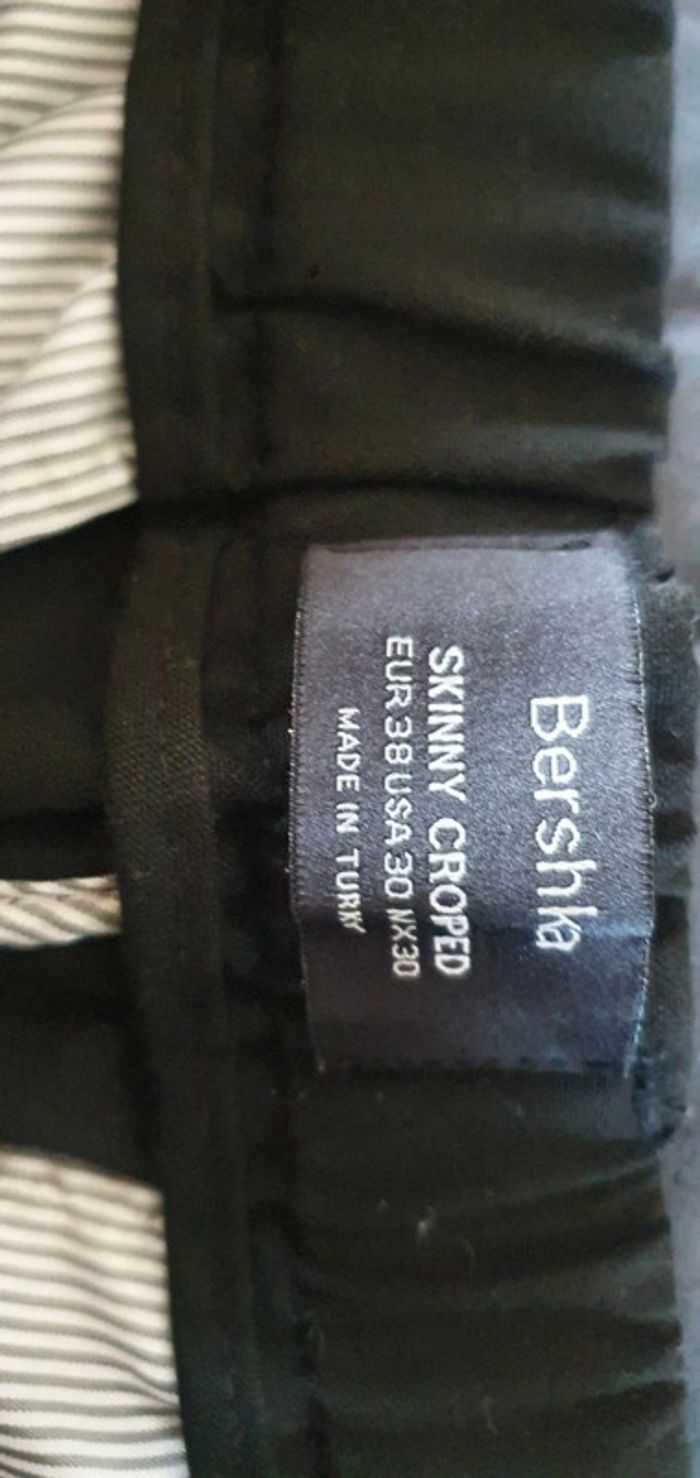 Bershka
SKINNY CROPED
EUR 38 USA 30 MX30
MADE IN TURKY